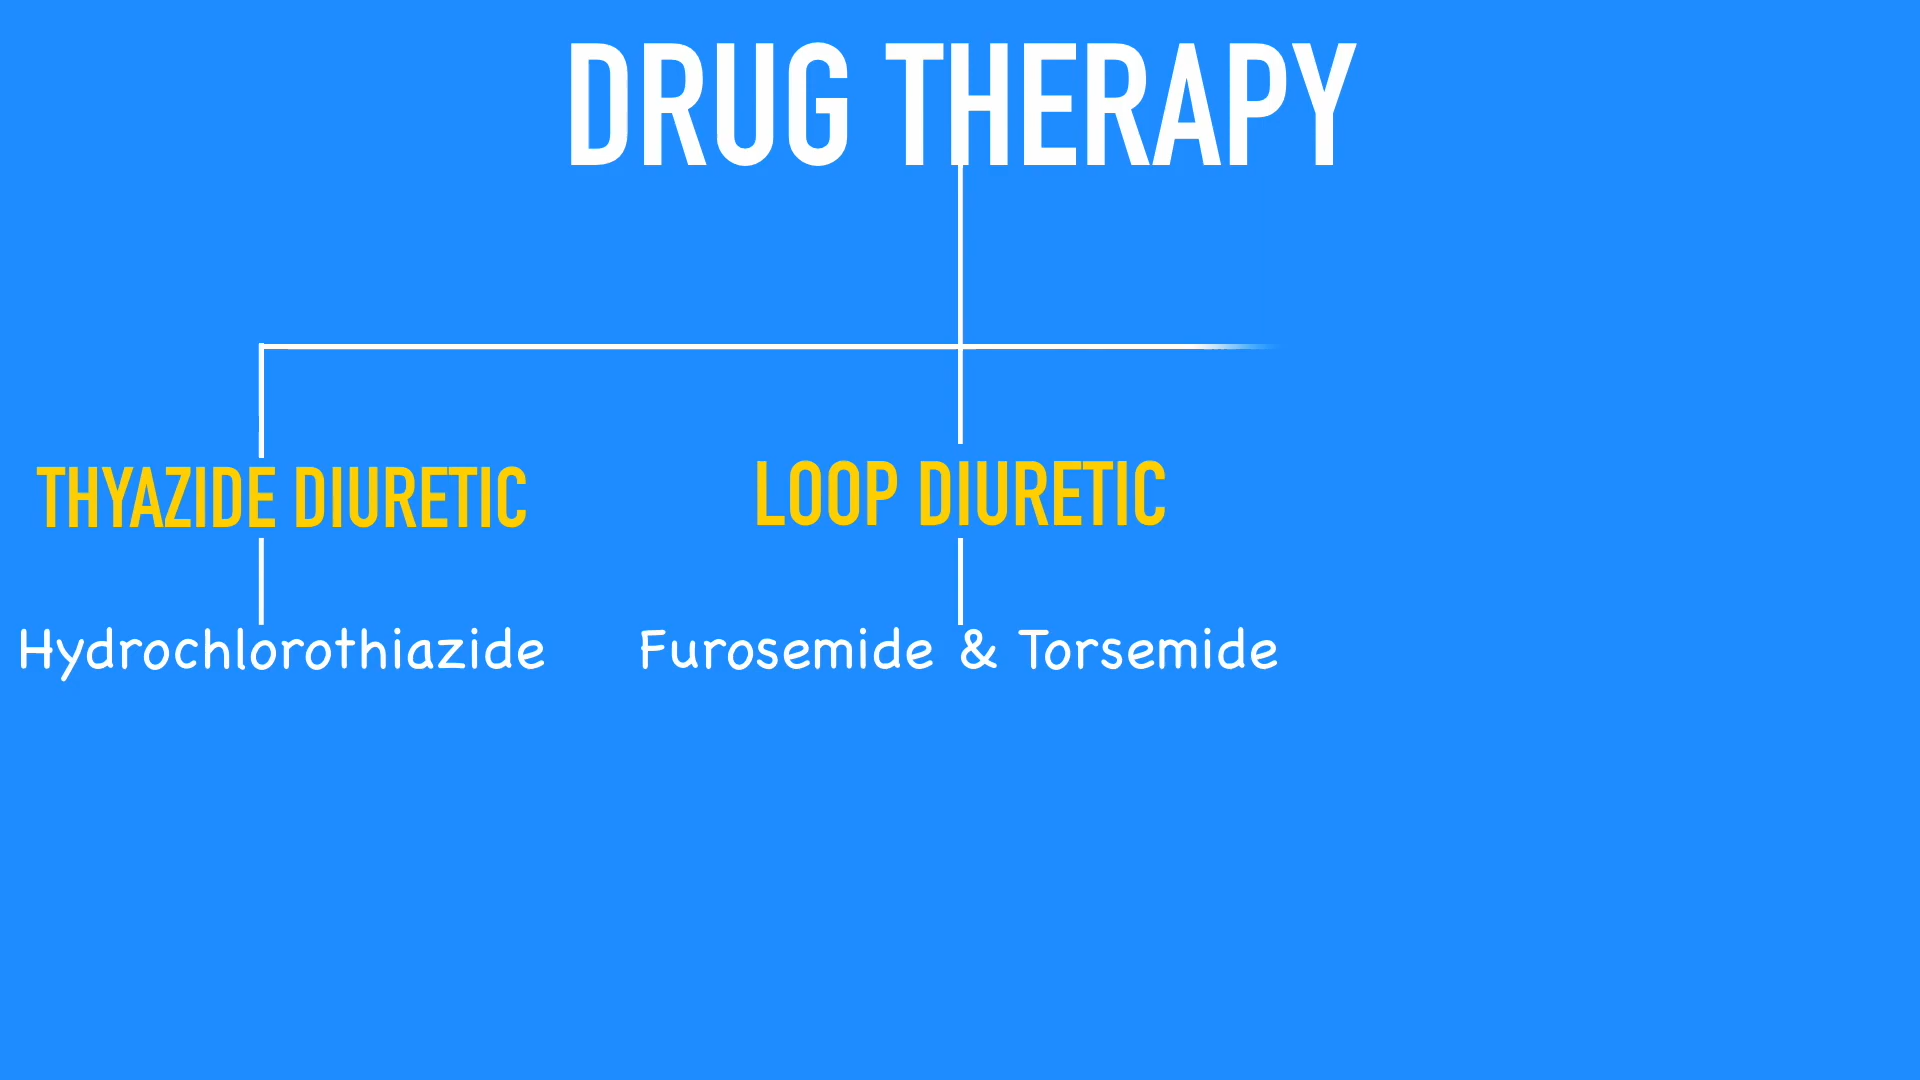 DRUG THERAPY
THYAZIDE DIURETIC
LOOP DIURETIC
Hydrochlorothiazide
Furosemide & Torsemide